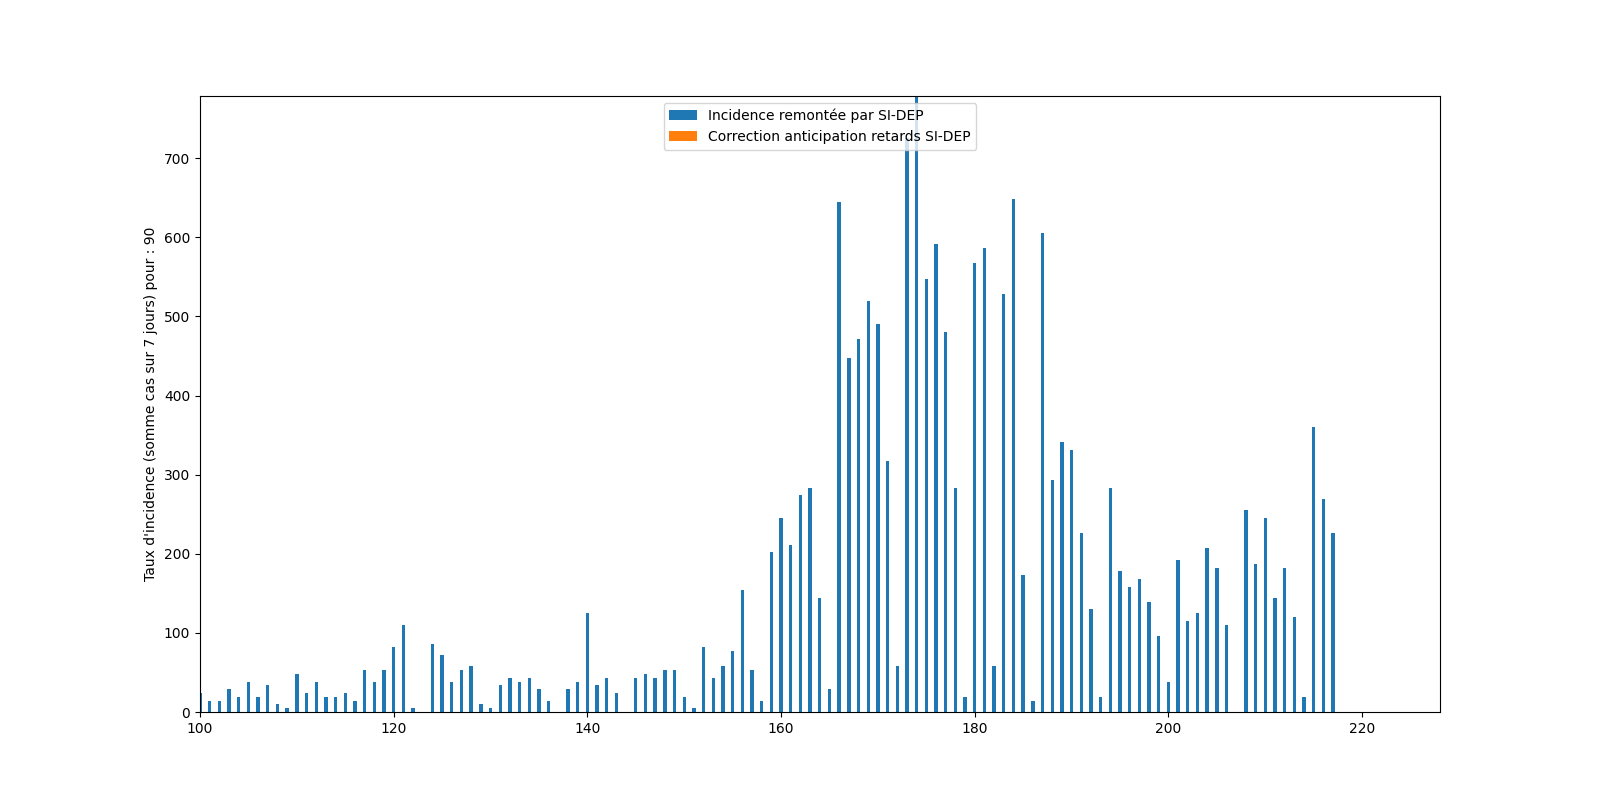 Incidence remontée par SI-DEP
Correction anticipation retards SI-DEP
Taux d'incidence (somme cas sur 7 jours) pour : 90
700
600
500
400
300
200
100
0
100 120 140 160 180 200 220